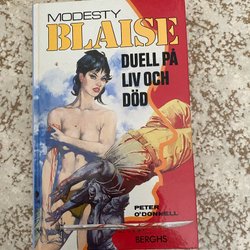 MODESTY
BLAISE
DUELL PÅ
LIV OCH
DÖD
PETER
O'DONNELL
BERGHS